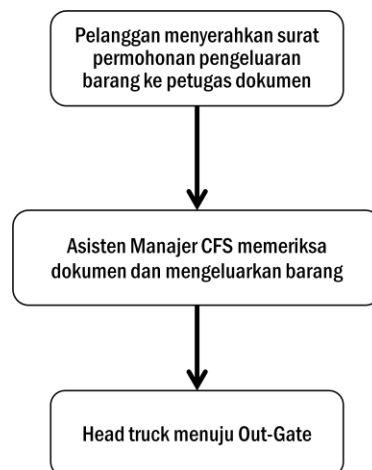 Pelanggan menyerahkan surat
permohonan pengeluaran
barang ke petugas dokumen
Asisten Manajer CFS memeriksa
dokumen dan mengeluarkan barang
Head truck menuju Out-Gate